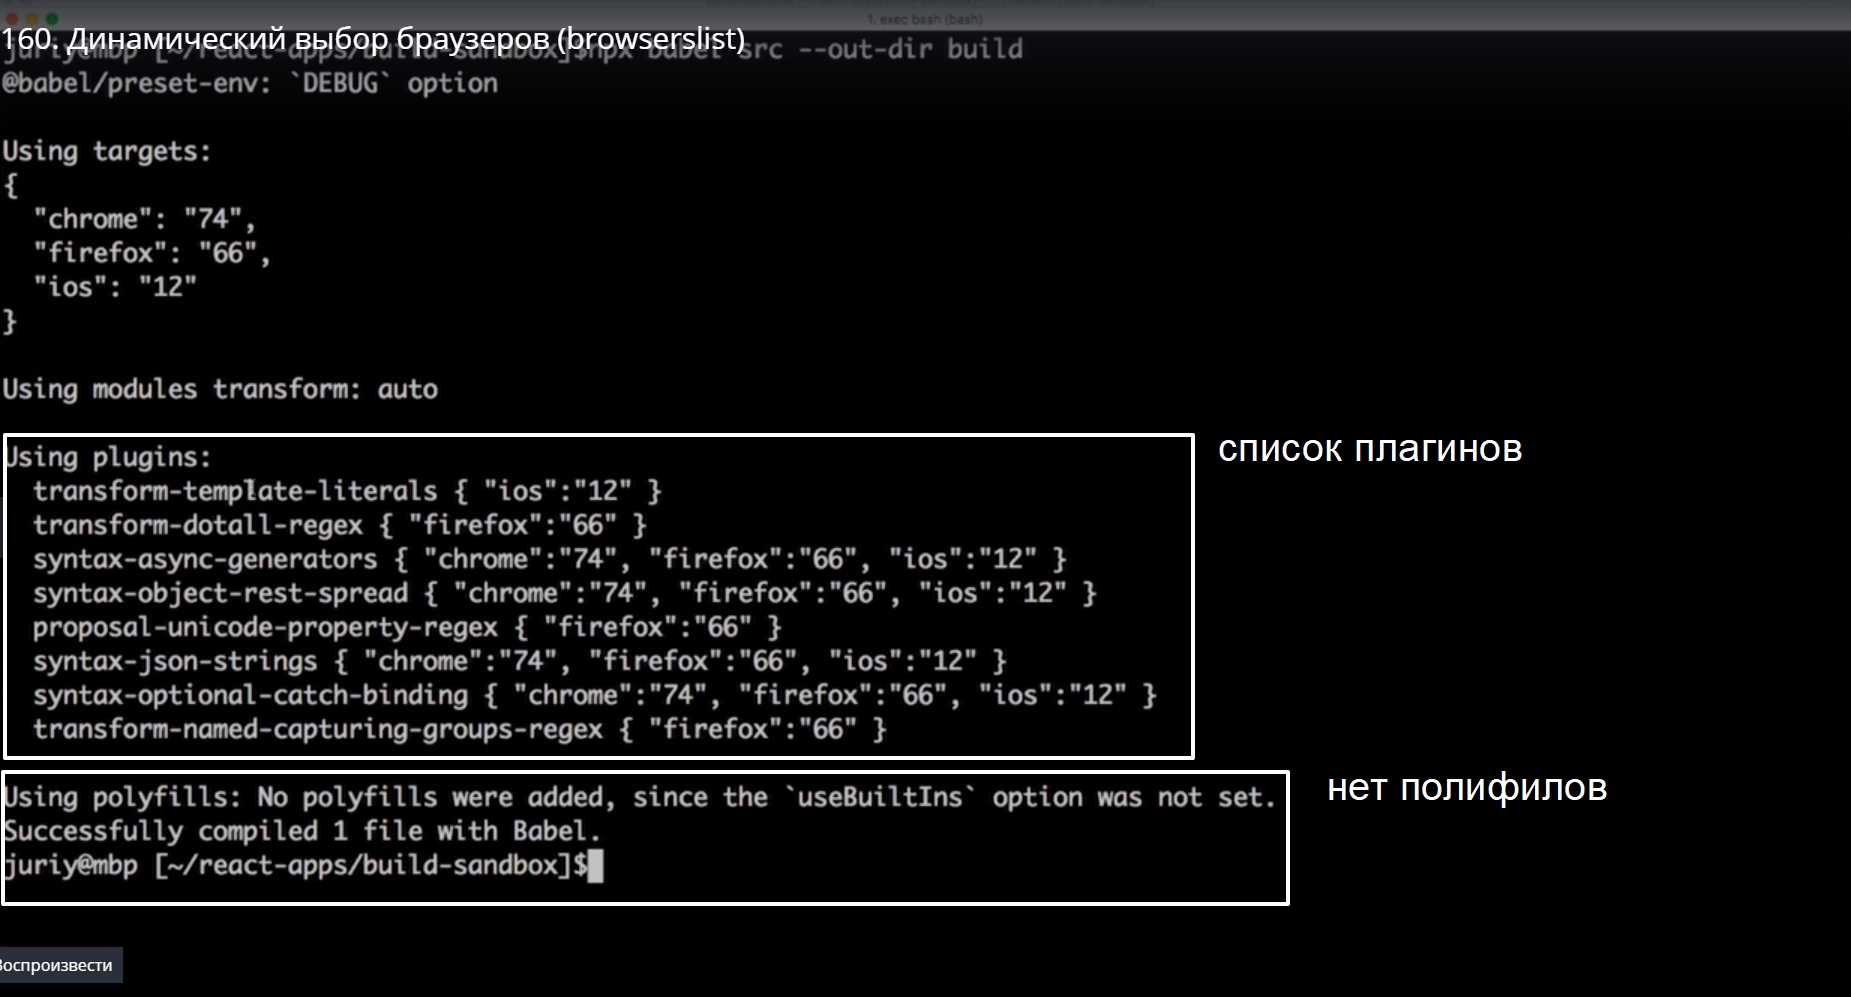 1. exec bash (bash)
160. Динамический выбор браузеров (browserslist)
juriy@mbp [~/react-apps/build-sandbox]$npx babel src --out-dir build
@babel/preset-env: `DEBUG` option
Using targets:
{
"chrome": "74",
"firefox": "66",
"ios": "12"
}
Using modules transform: auto
Using plugins:
список плагинов
transform-template-literals { "ios":"12" }
transform-dotall-regex { "firefox":"66" }
syntax-async-generators { "chrome":"74", "firefox":"66", "ios":"12" }
syntax-object-rest-spread { "chrome":"74", "firefox":"66", "ios":"12" }
proposal-unicode-property-regex { "firefox":"66" }
syntax-json-strings { "chrome":"74", "firefox":"66", "ios":"12" }
syntax-optional-catch-binding { "chrome":"74", "firefox":"66", "ios":"12" }
transform-named-capturing-groups-regex { "firefox":"66" }
Using polyfills: No polyfills were added, since the `useBuiltIns` option was not set.
нет полифилов
Successfully compiled 1 file with Babel.
juriy@mbp [~/react-apps/build-sandbox]$
Воспроизвести